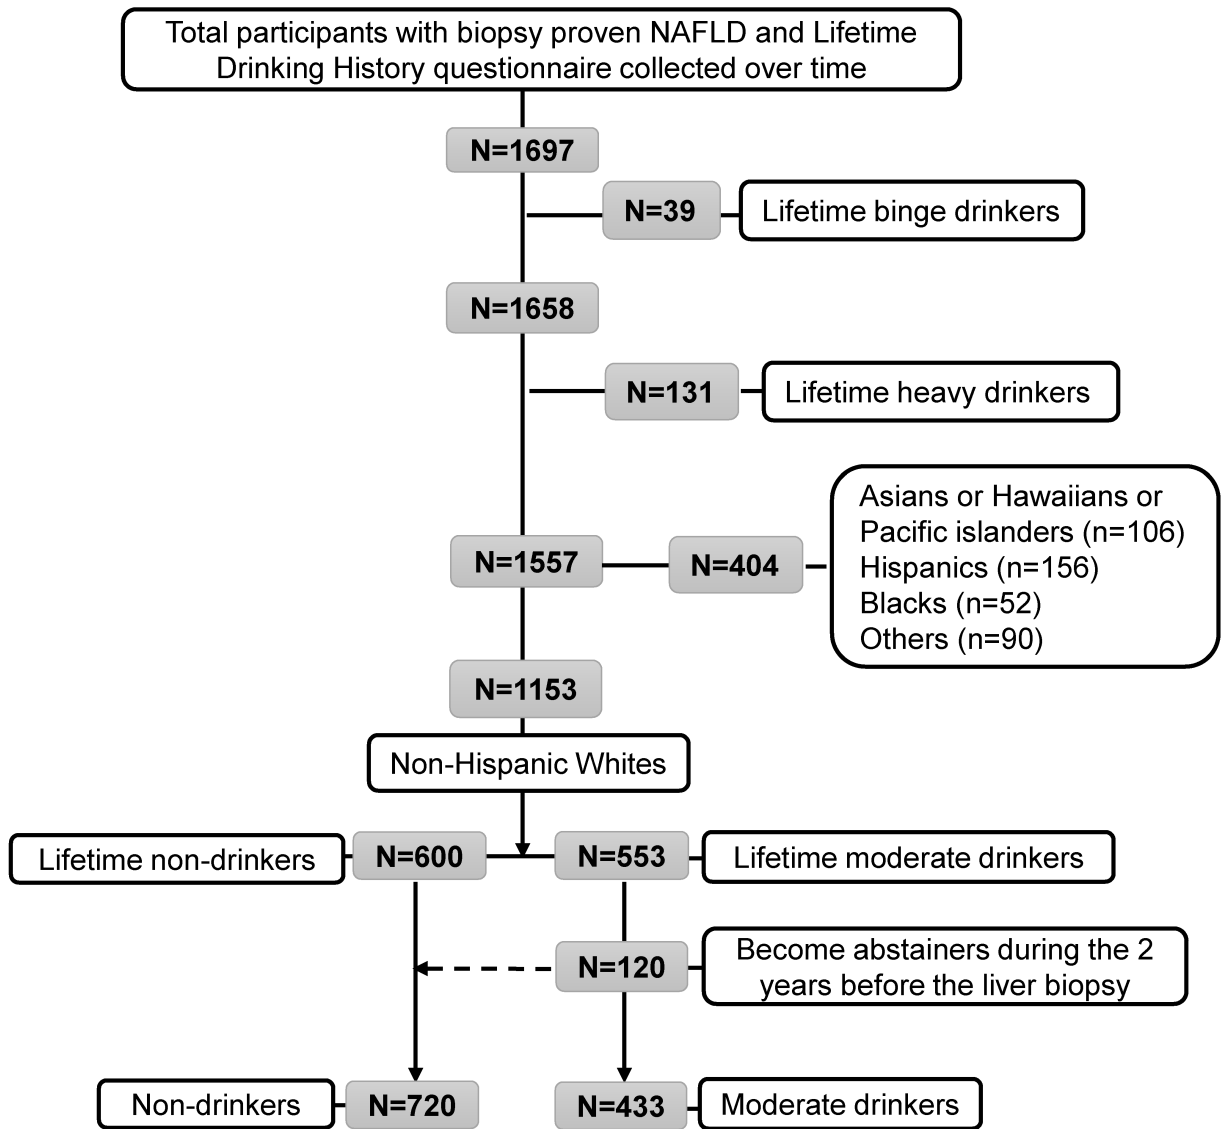 Total participants with biopsy proven NAFLD and Lifetime
Drinking History questionnaire collected over time
N=1697
N=39
Lifetime binge drinkers
N=1658
N=131
Lifetime heavy drinkers
N=1557
N=404
Asians or Hawaiians or
Pacific islanders (n=106)
Hispanics (n=156)
Blacks (n=52)
Others (n=90)
N=1153
Non-Hispanic Whites
Lifetime non-drinkers
N=600
N=553
Lifetime moderate drinkers
N=120
Become abstainers during the 2
years before the liver biopsy
Non-drinkers
N=720
N=433
Moderate drinkers